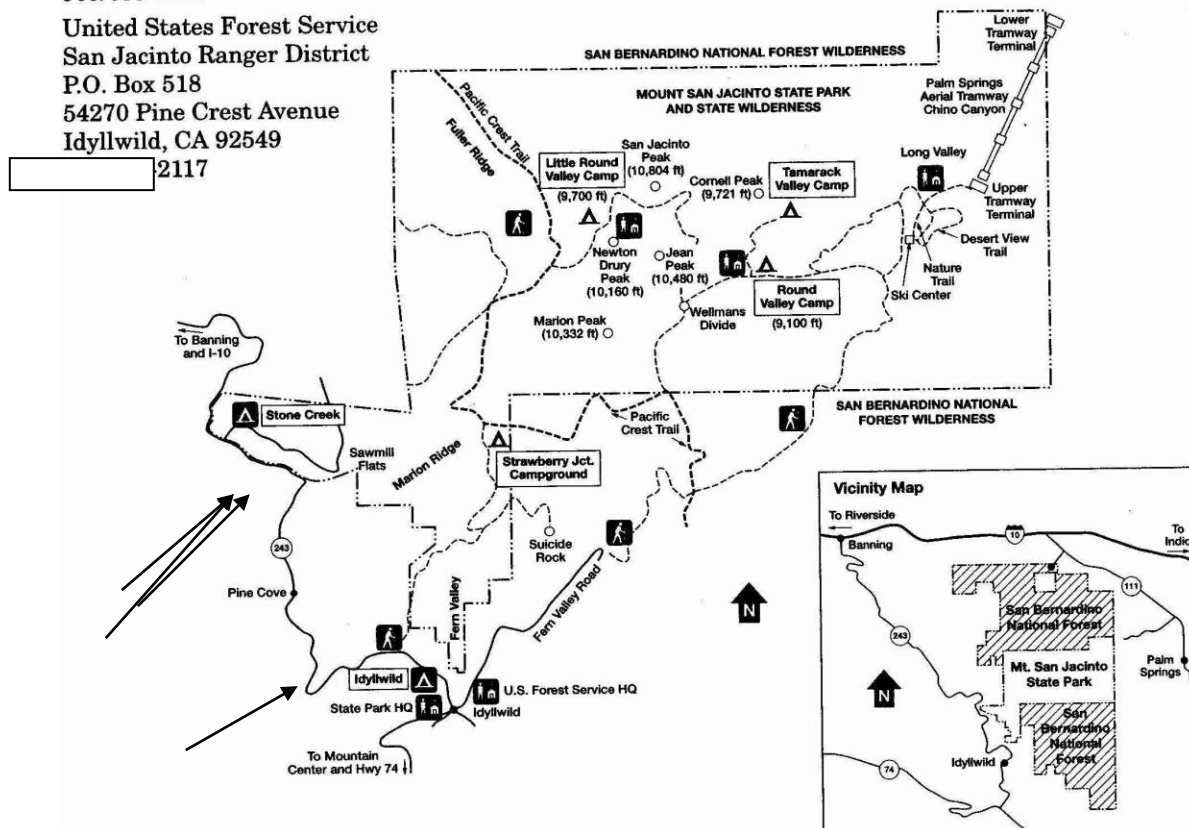 United States Forest Service
San Jacinto Ranger District
P.O. Box 518
54270 Pine Crest Avenue
Idyllwild, CA 92549
-2117
SAN BERNARDINO NATIONAL FOREST WILDERNESS
Lower
Tramway
Terminal
MOUNT SAN JACINTO STATE PARK
AND STATE WILDERNESS
Palm Springs
Aerial Tramway
Chino Canyon
Pacific Crest Trail
Fuller Ridge
Little Round
Valley Camp
(9,700 ft)
San Jacinto
Peak
(10,804 ft)
Cornell Peak
(9,721 ft)
Tamarack
Valley Camp
Long Valley
Upper
Tramway
Terminal
Newton
Drury
Peak
(10,160 ft)
Jean
Peak
(10,480 ft)
Desert View
Trail
Nature
Trail
Ski Center
Round
Valley Camp
(9,100 ft)
Wellmans
Divide
Marion Peak
(10,332 ft)
To Banning
and I-10
Stone Creek
Sawmill
Flats
Marion Ridge
Pacific
Crest Trail
SAN BERNARDINO NATIONAL
FOREST WILDERNESS
Strawberry Jct.
Campground
Suicide
Rock
243
Pine Cove
Fern Valley
Fern Valley Road
N
Idyllwild
State Park HQ
U.S. Forest Service HQ
Idyllwild
To Mountain
Center and Hwy 74
Vicinity Map
To Riverside
Banning
10
To
Indio
111
San Bernardino
National Forest
243
Mt. San Jacinto
State Park
Palm
Springs
N
San
Bernardino
National
Forest
Idyllwild
74